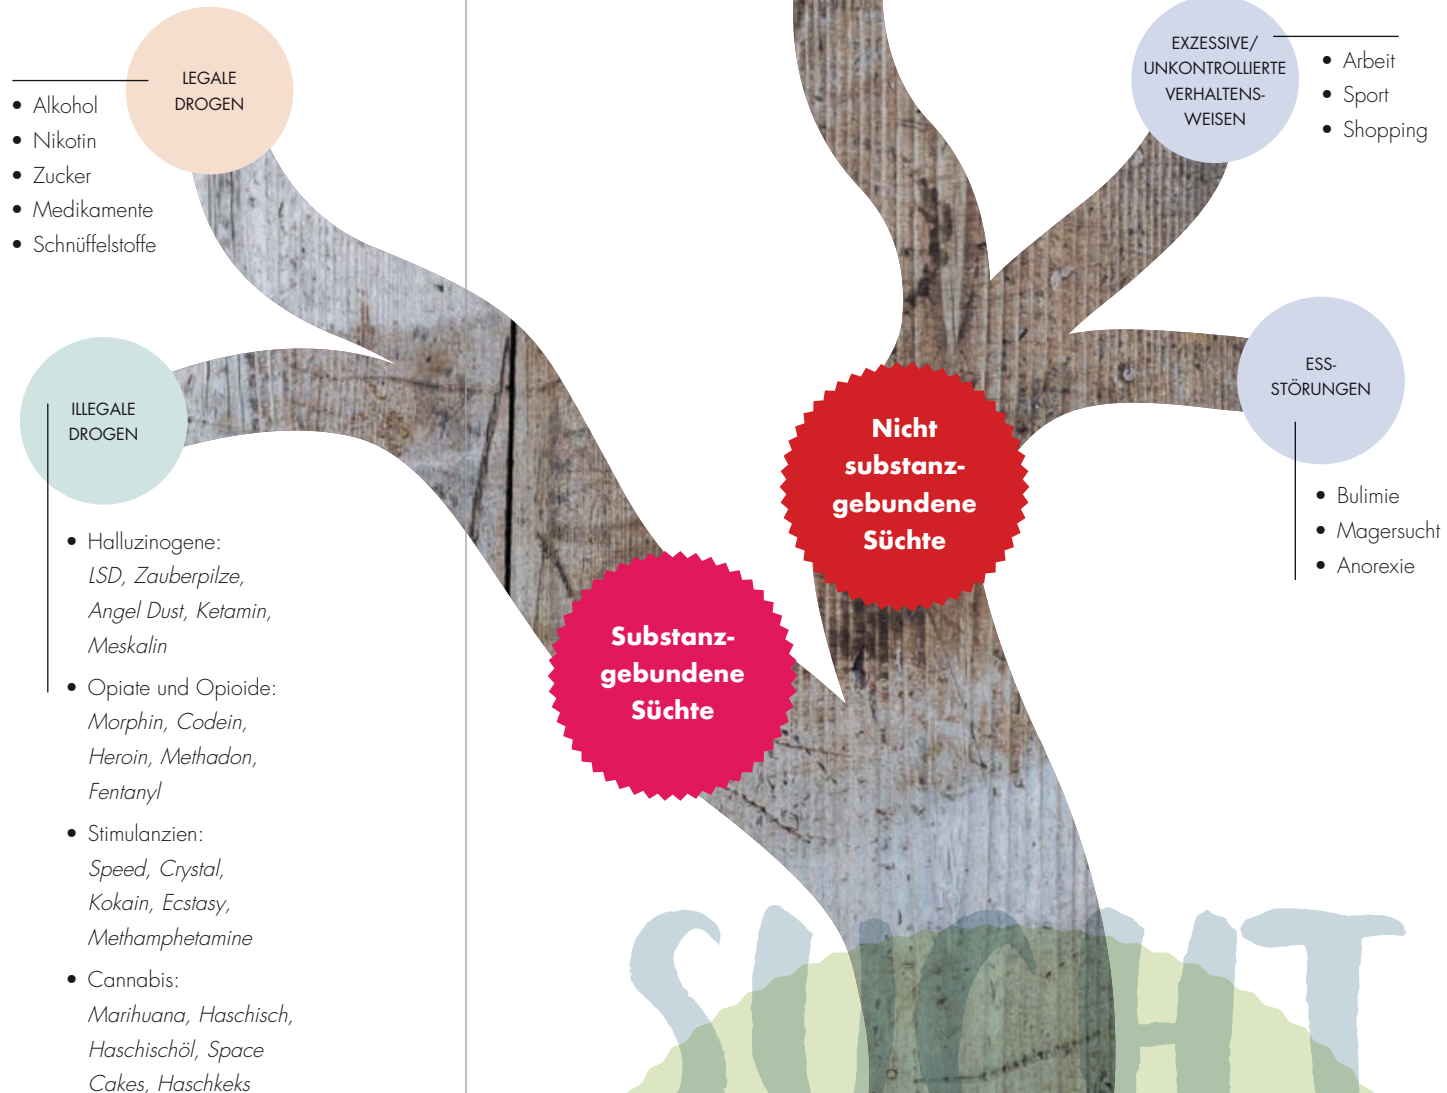 LEGALE
DROGEN
• Alkohol
• Nikotin
• Zucker
• Medikamente
• Schnüffelstoffe
ILLEGALE
DROGEN
• Halluzinogene:
LSD, Zauberpilze,
Angel Dust, Ketamin,
Meskalin
• Opiate und Opioide:
Morphin, Codein,
Heroin, Methadon,
Fentanyl
• Stimulanzien:
Speed, Crystal,
Kokain, Ecstasy,
Methamphetamine
• Cannabis:
Marihuana, Haschisch,
Haschischöl, Space
Cakes, Haschkeks
Substanz-
gebundene
Süchte
Nicht
substanz-
gebundene
Süchte
EXZESSIVE/
UNKONTROLLIERTE
VERHALTENS-
WEISEN
• Arbeit
• Sport
• Shopping
ESS-
STÖRUNGEN
• Bulimie
• Magersucht
• Anorexie
SUCHT